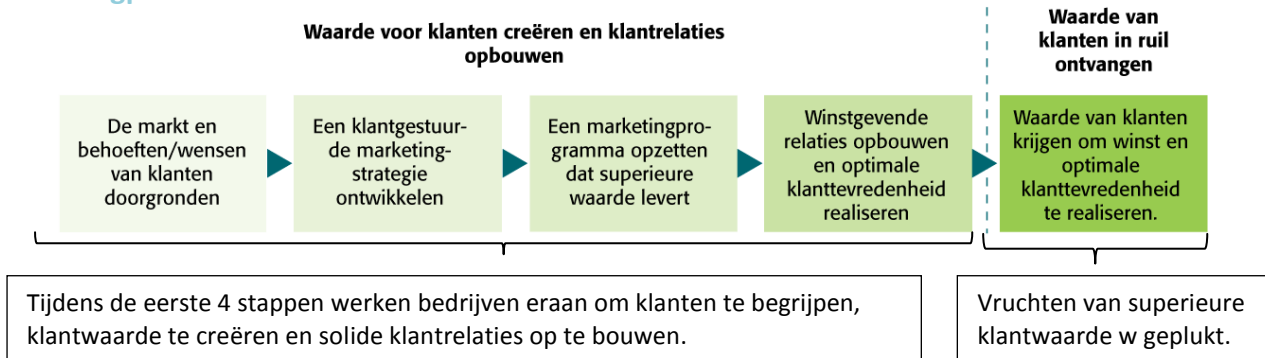 Waarde voor klanten creëren en klantrelaties
opbouwen
Waarde van
klanten in ruil
ontvangen
De markt en
behoeften/wensen
van klanten
doorgronden
Een klantgestuur-
de marketing-
strategie
ontwikkelen
Een marketingpro-
gramma opzetten
dat superieure
waarde levert
Winstgevende
relaties opbouwen
en optimale
klanttevredenheid
realiseren
Waarde van klanten
krijgen om winst en
optimale
klanttevredenheid
te realiseren.
Tijdens de eerste 4 stappen werken bedrijven eraan om klanten te begrijpen,
klantwaarde te creëren en solide klantrelaties op te bouwen.
Vruchten van superieure
klantwaarde w geplukt.